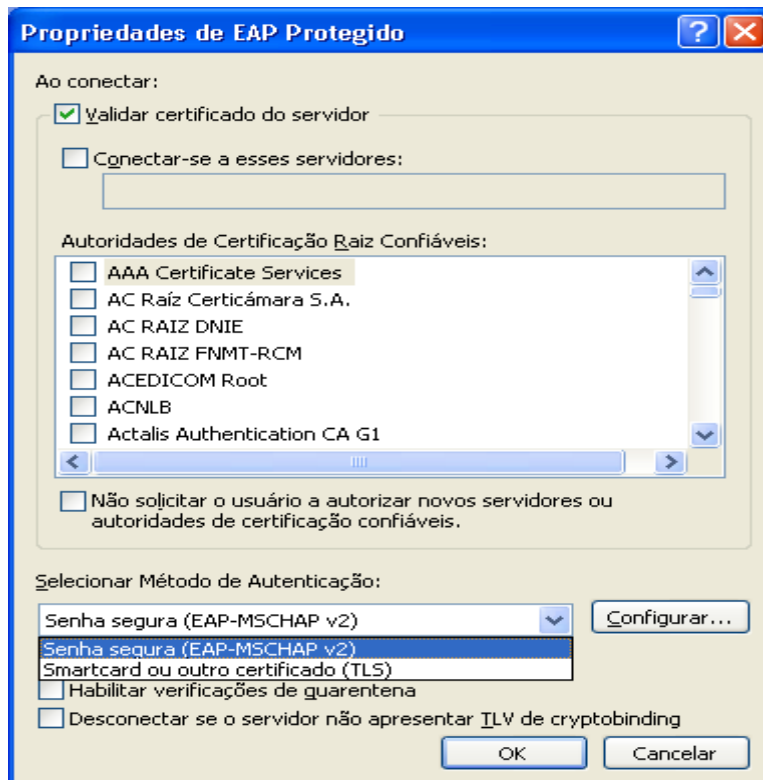 Propriedades de EAP Protegido
Ao conectar:
Validar certificado do servidor
Conectar-se a esses servidores:
Autoridades de Certificação Raiz Confiáveis:
AAA Certificate Services
AC Raíz Certicámara S.A.
AC RAIZ DNIE
AC RAIZ FNMT-RCM
ACEDICOM Root
ACNLB
Actalis Authentication CA G1
Não solicitar o usuário a autorizar novos servidores ou
autoridades de certificação confiáveis.
Selecionar Método de Autenticação:
Senha segura (EAP-MSCHAP v2)
Configurar...
Senha segura (EAP-MSCHAP v2)
Smartcard ou outro certificado (TLS)
Habilitar verificações de quarentena
Desconectar se o servidor não apresentar TLV de cryptobinding
OK
Cancelar